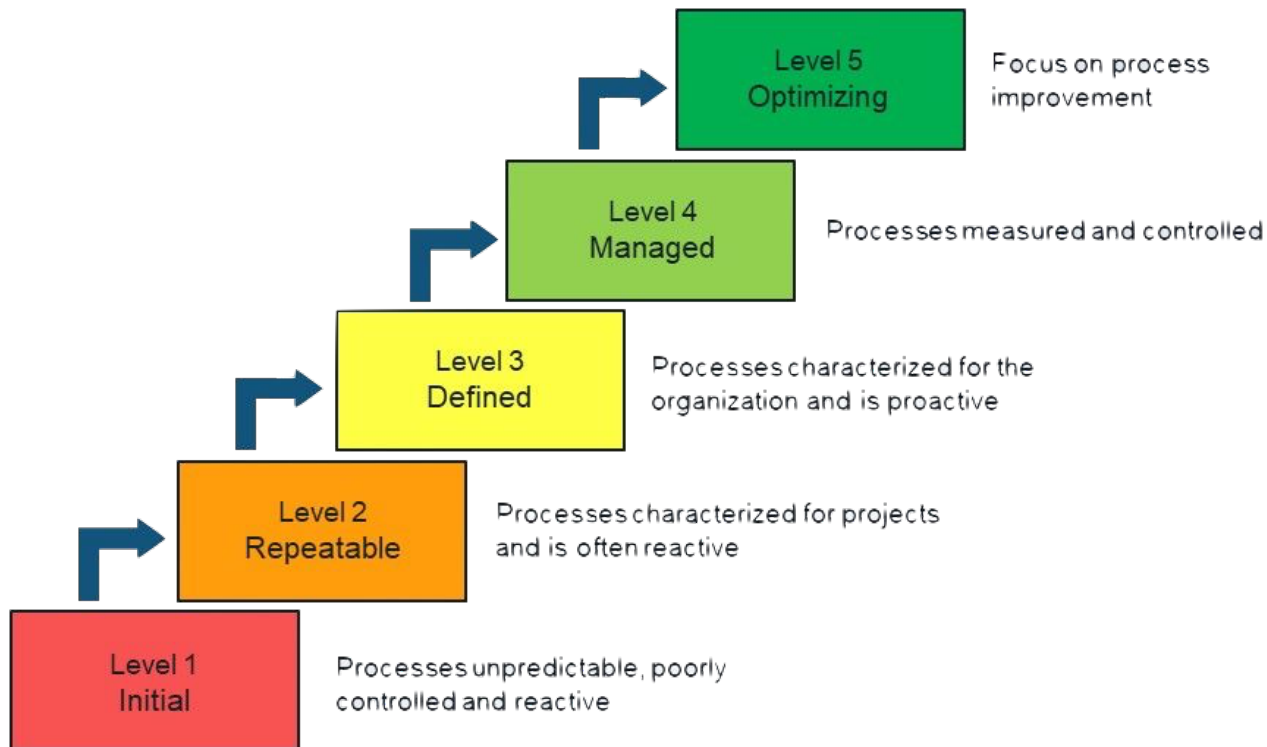 Level 5
Optimizing
Focus on process
improvement
Level 4
Managed
Processes measured and controlled
Level 3
Defined
Processes characterized for the
organization and is proactive
Level 2
Repeatable
Processes characterized for projects
and is often reactive
Level 1
Initial
Processes unpredictable, poorly
controlled and reactive